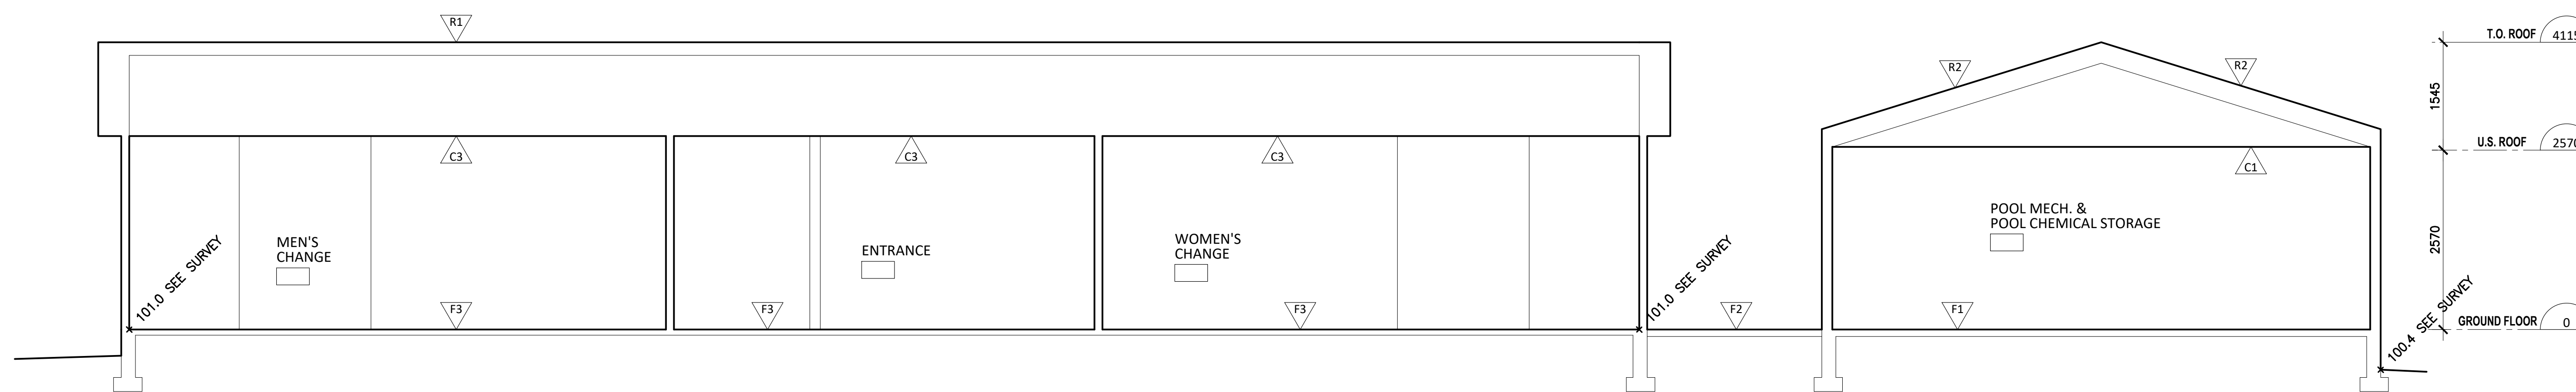 R1
T.O. ROOF 4115
R2
R2
1545
U.S. ROOF 2570
C3
C3
C3
C1
POOL MECH. &
POOL CHEMICAL STORAGE
MEN'S
CHANGE
ENTRANCE
WOMEN'S
CHANGE
2570
101.0 SEE SURVEY
101.0 SEE SURVEY
100.4 SEE SURVEY
F3
F3
F3
F2
F1
GROUND FLOOR 0